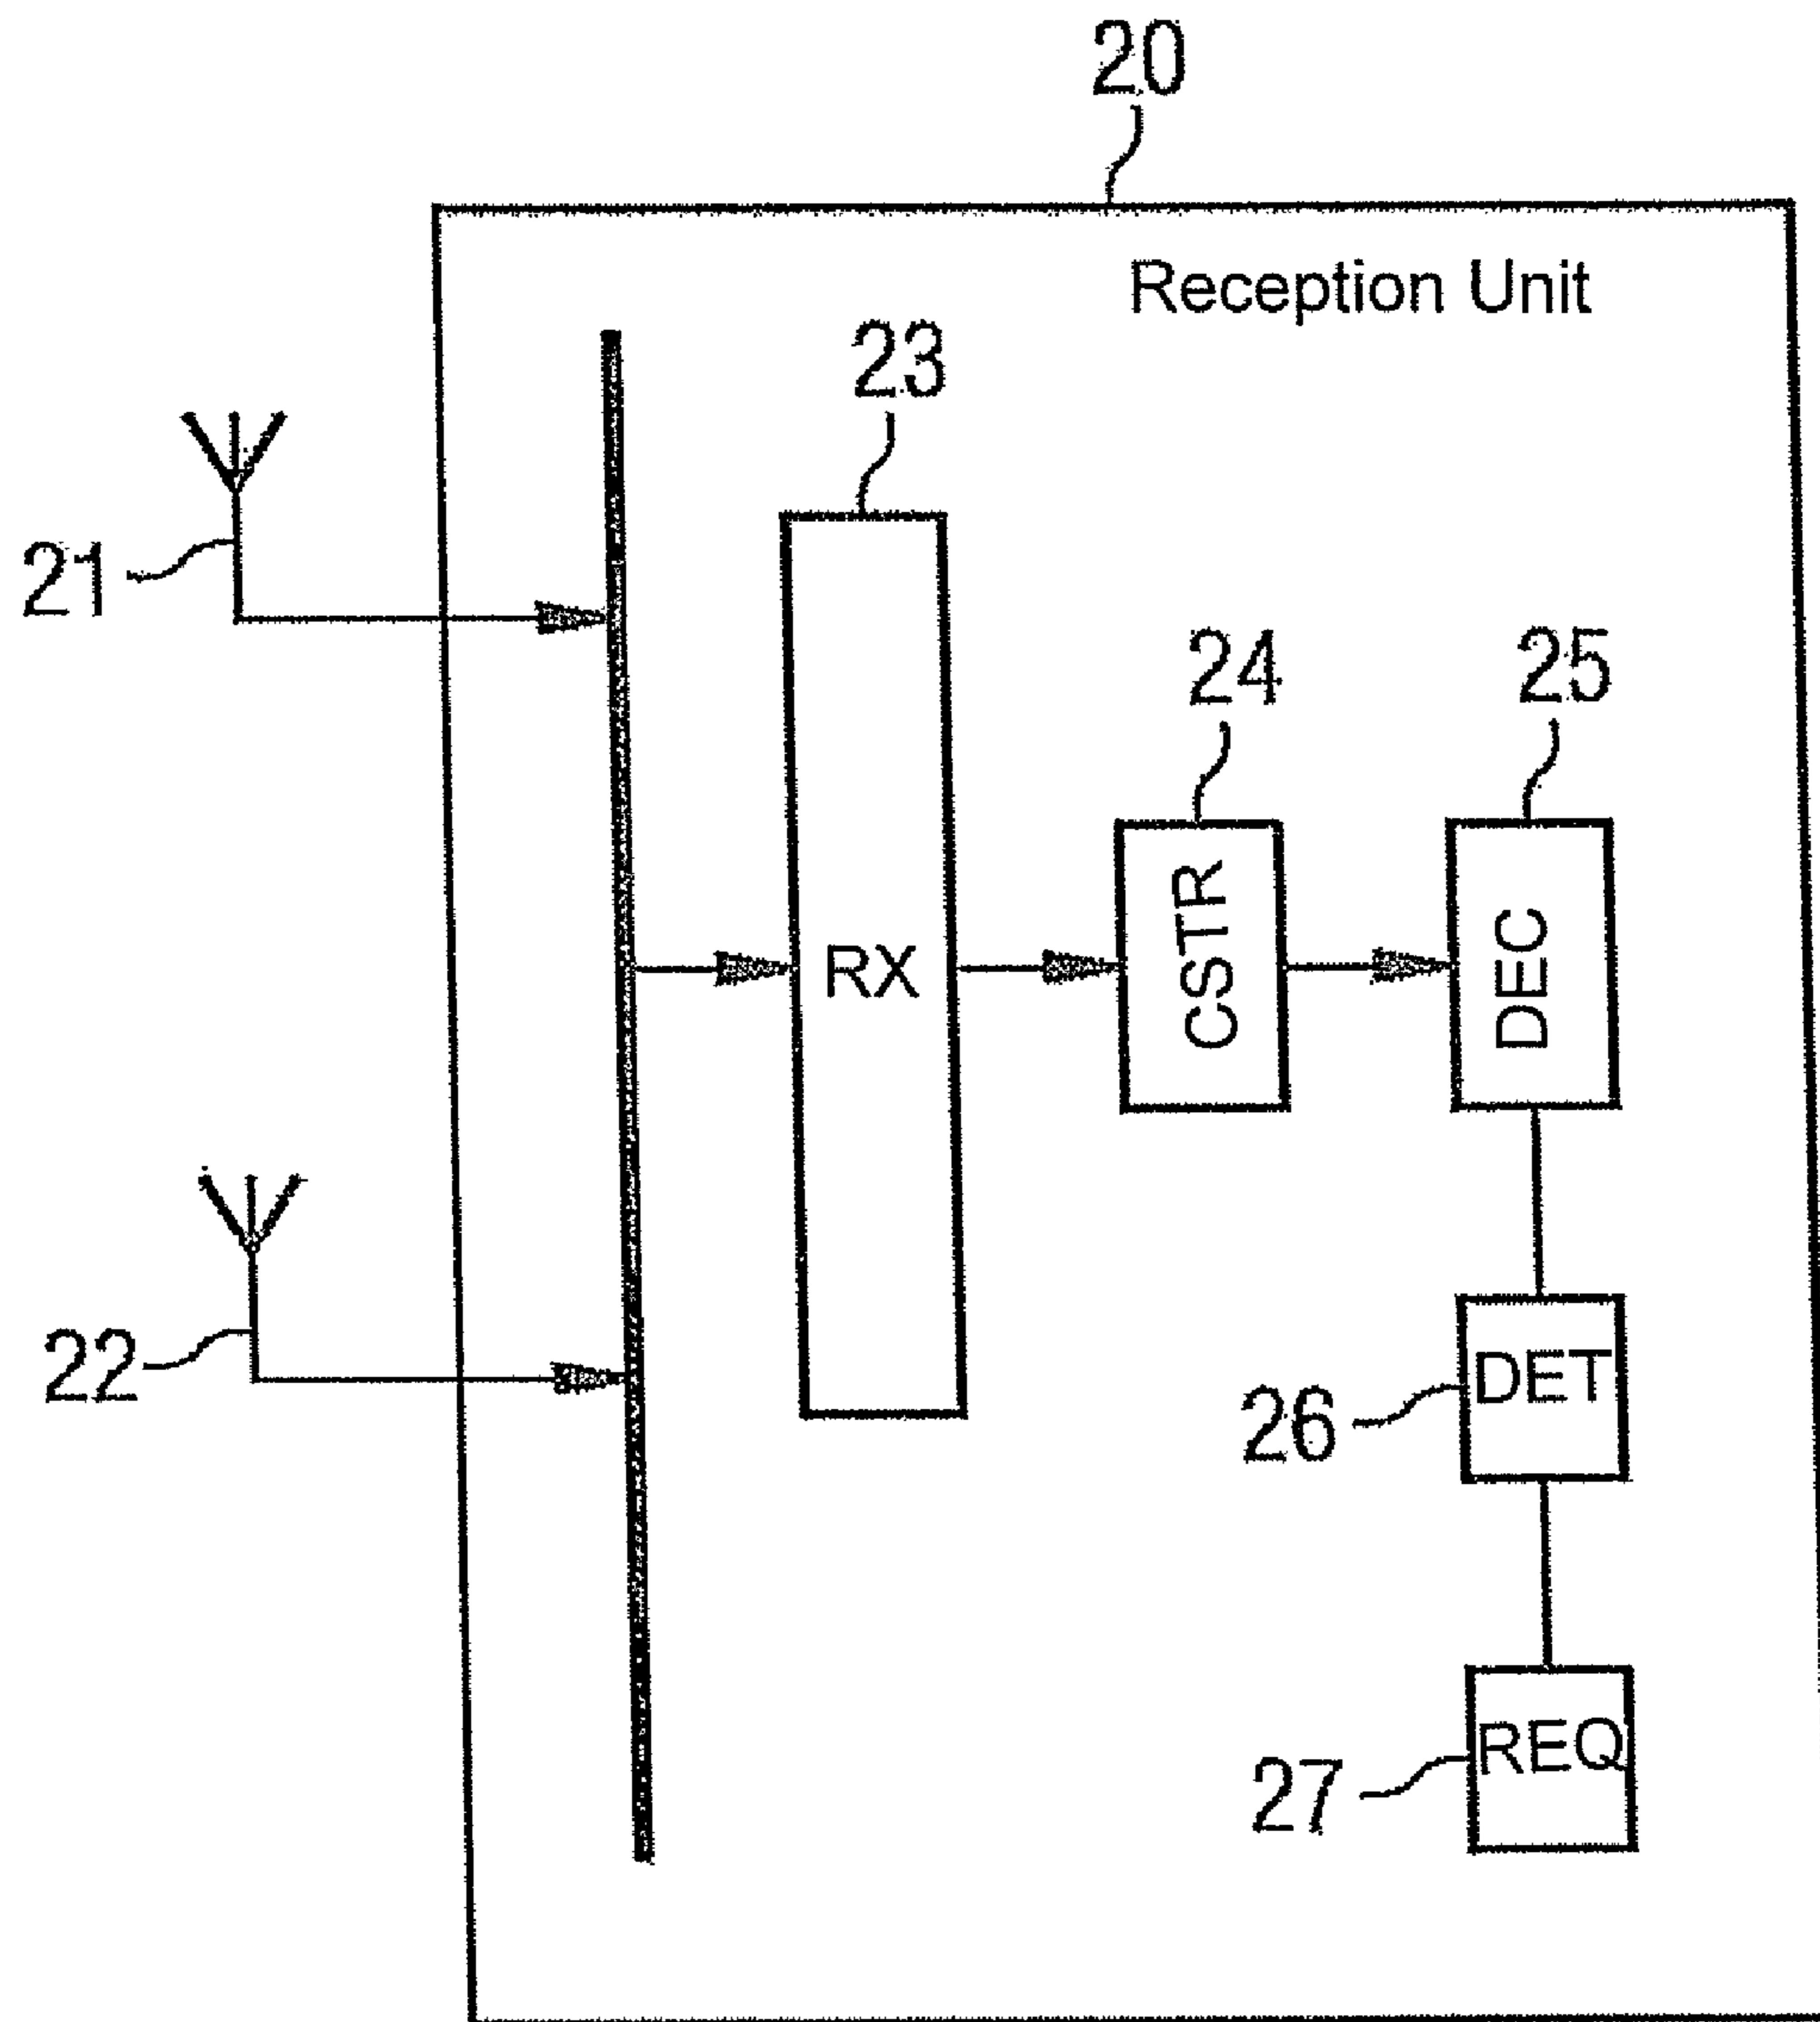 20
Reception Unit
23
21
24
25
RX
CSTR
DEC
22
26
DET
27
REQ